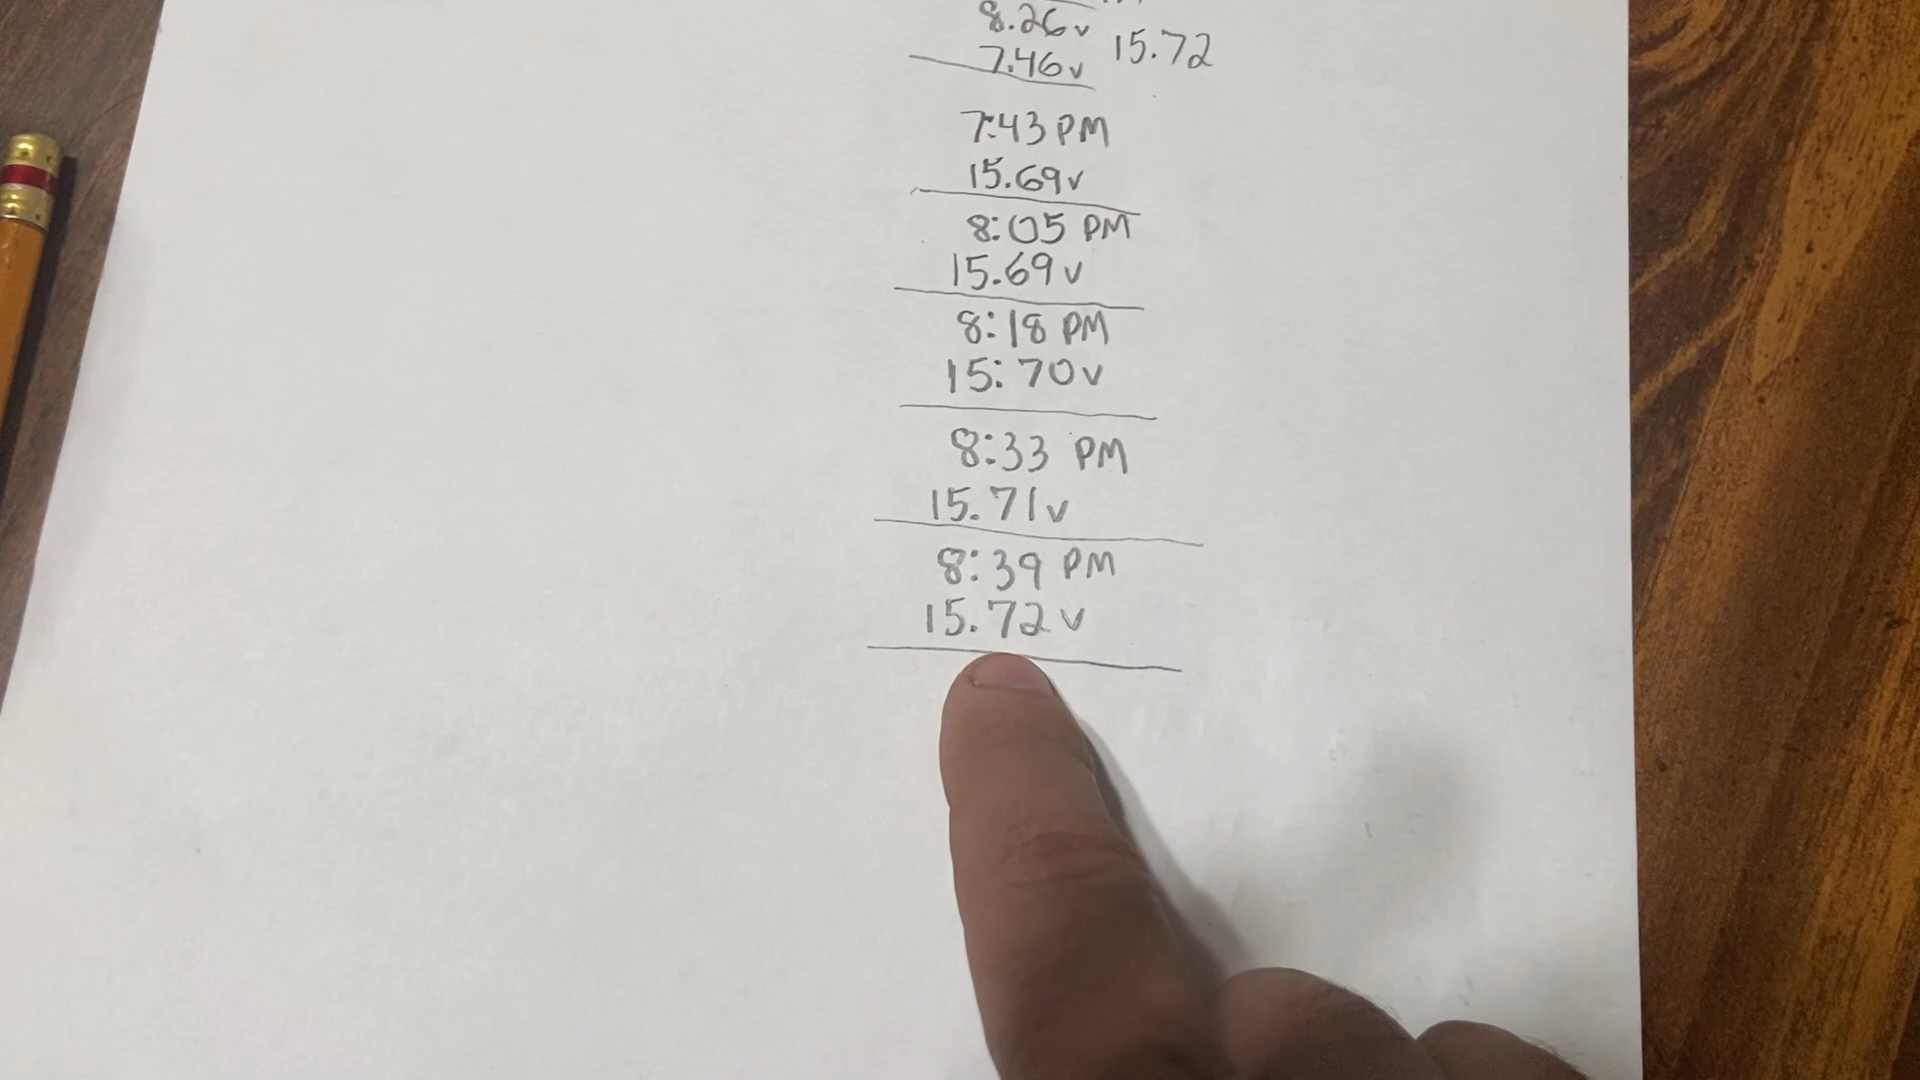 8.26v
7.46v 15.72
7:43 PM
15.69v
8:05 PM
15.69v
8:18 PM
15:70v
8:33 PM
15.71v
8:39 PM
15.72v